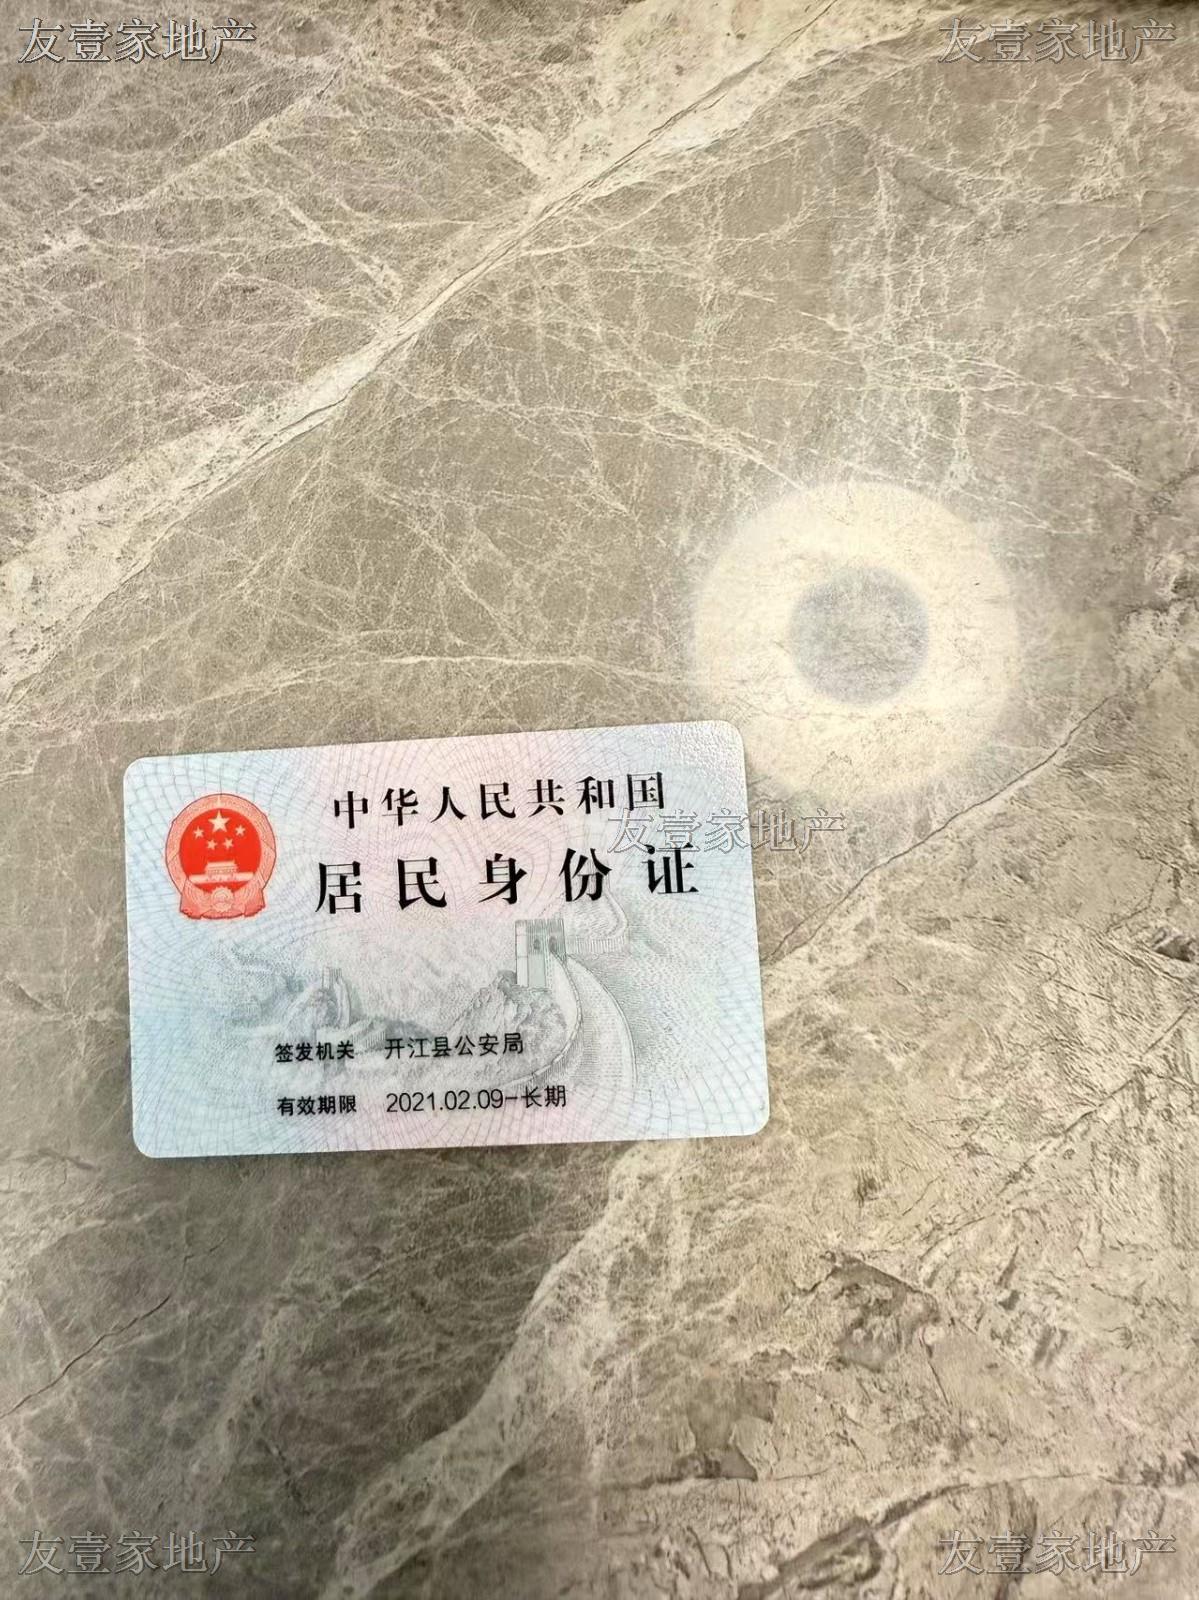 友壹家地产 友壹家地产
中华人民共和国
友壹家地产
居民身份证
签发机关 开江县公安局
有效期限 2021.02.09-长期
友壹家地产 友壹家地产